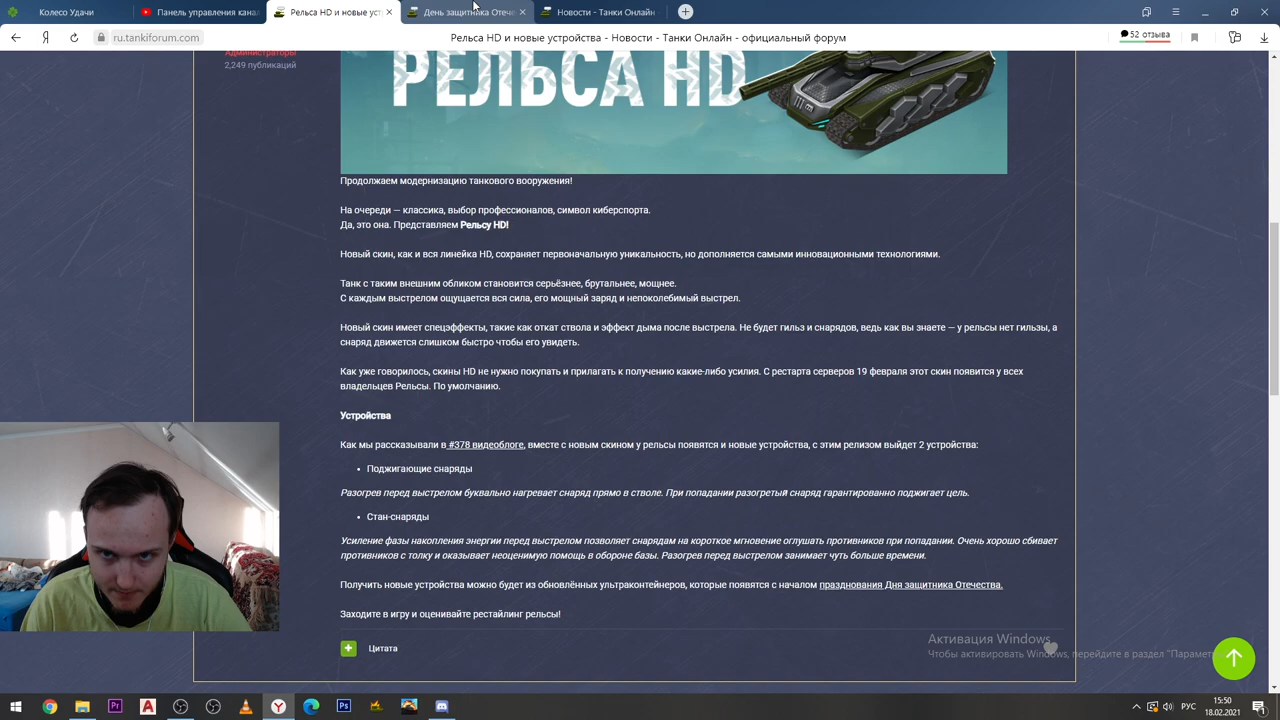 Колесо Удачи
Панель управления кана
Рельса HD и новые уст
День защитника Отече
Новости - Танки Онлайн
ru.tankiforum.com
Рельса HD и новые устройства - Новости - Танки Онлайн - официальный форум
52 отзыва
Администраторы
2,249 публикаций
РЕЛЬСА HD
Продолжаем модернизацию танкового вооружения!
На очереди — классика, выбор профессионалов, символ киберспорта.
Да, это она. Представляем Рельсу HD!
Новый скин, как и вся линейка HD, сохраняет первоначальную уникальность, но дополняется самыми инновационными технологиями.
Танк с таким внешним обликом становится серьёзнее, брутальнее, мощнее.
С каждым выстрелом ощущается вся сила, его мощный заряд и непоколебимый выстрел.
Новый скин имеет спецэффекты, такие как откат ствола и эффект дыма после выстрела. Не будет гильз и снарядов, ведь как вы знаете — у рельсы нет гильзы, а
снаряд движется слишком быстро чтобы его увидеть.
Как уже говорилось, скины HD не нужно покупать и прилагать к получению какие-либо усилия. С рестарта серверов 19 февраля этот скин появится у всех
владельцев Рельсы. По умолчанию.
Устройства
Как мы рассказывали в #378 видеоблоге, вместе с новым скином у рельсы появятся и новые устройства, с этим релизом выйдет 2 устройства:
• Поджигающие снаряды
Разогрев перед выстрелом буквально нагревает снаряд прямо в стволе. При попадании разогретый снаряд гарантированно поджигает цель.
• Стан-снаряды
Усиление фазы накопления энергии перед выстрелом позволяет снарядам на короткое мгновение оглушать противников при попадании. Очень хорошо сбивает
противников с толку и оказывает неоценимую помощь в обороне базы. Разогрев перед выстрелом занимает чуть больше времени.
Получить новые устройства можно будет из обновлённых ультраконтейнеров, которые появятся с началом празднования Дня защитника Отечества.
Заходите в игру и оценивайте рестайлинг рельсы!
Цитата
Активация Windows
Чтобы активировать Windows, перейдите в раздел "Парамет
РУС
15:50
18.02.2021